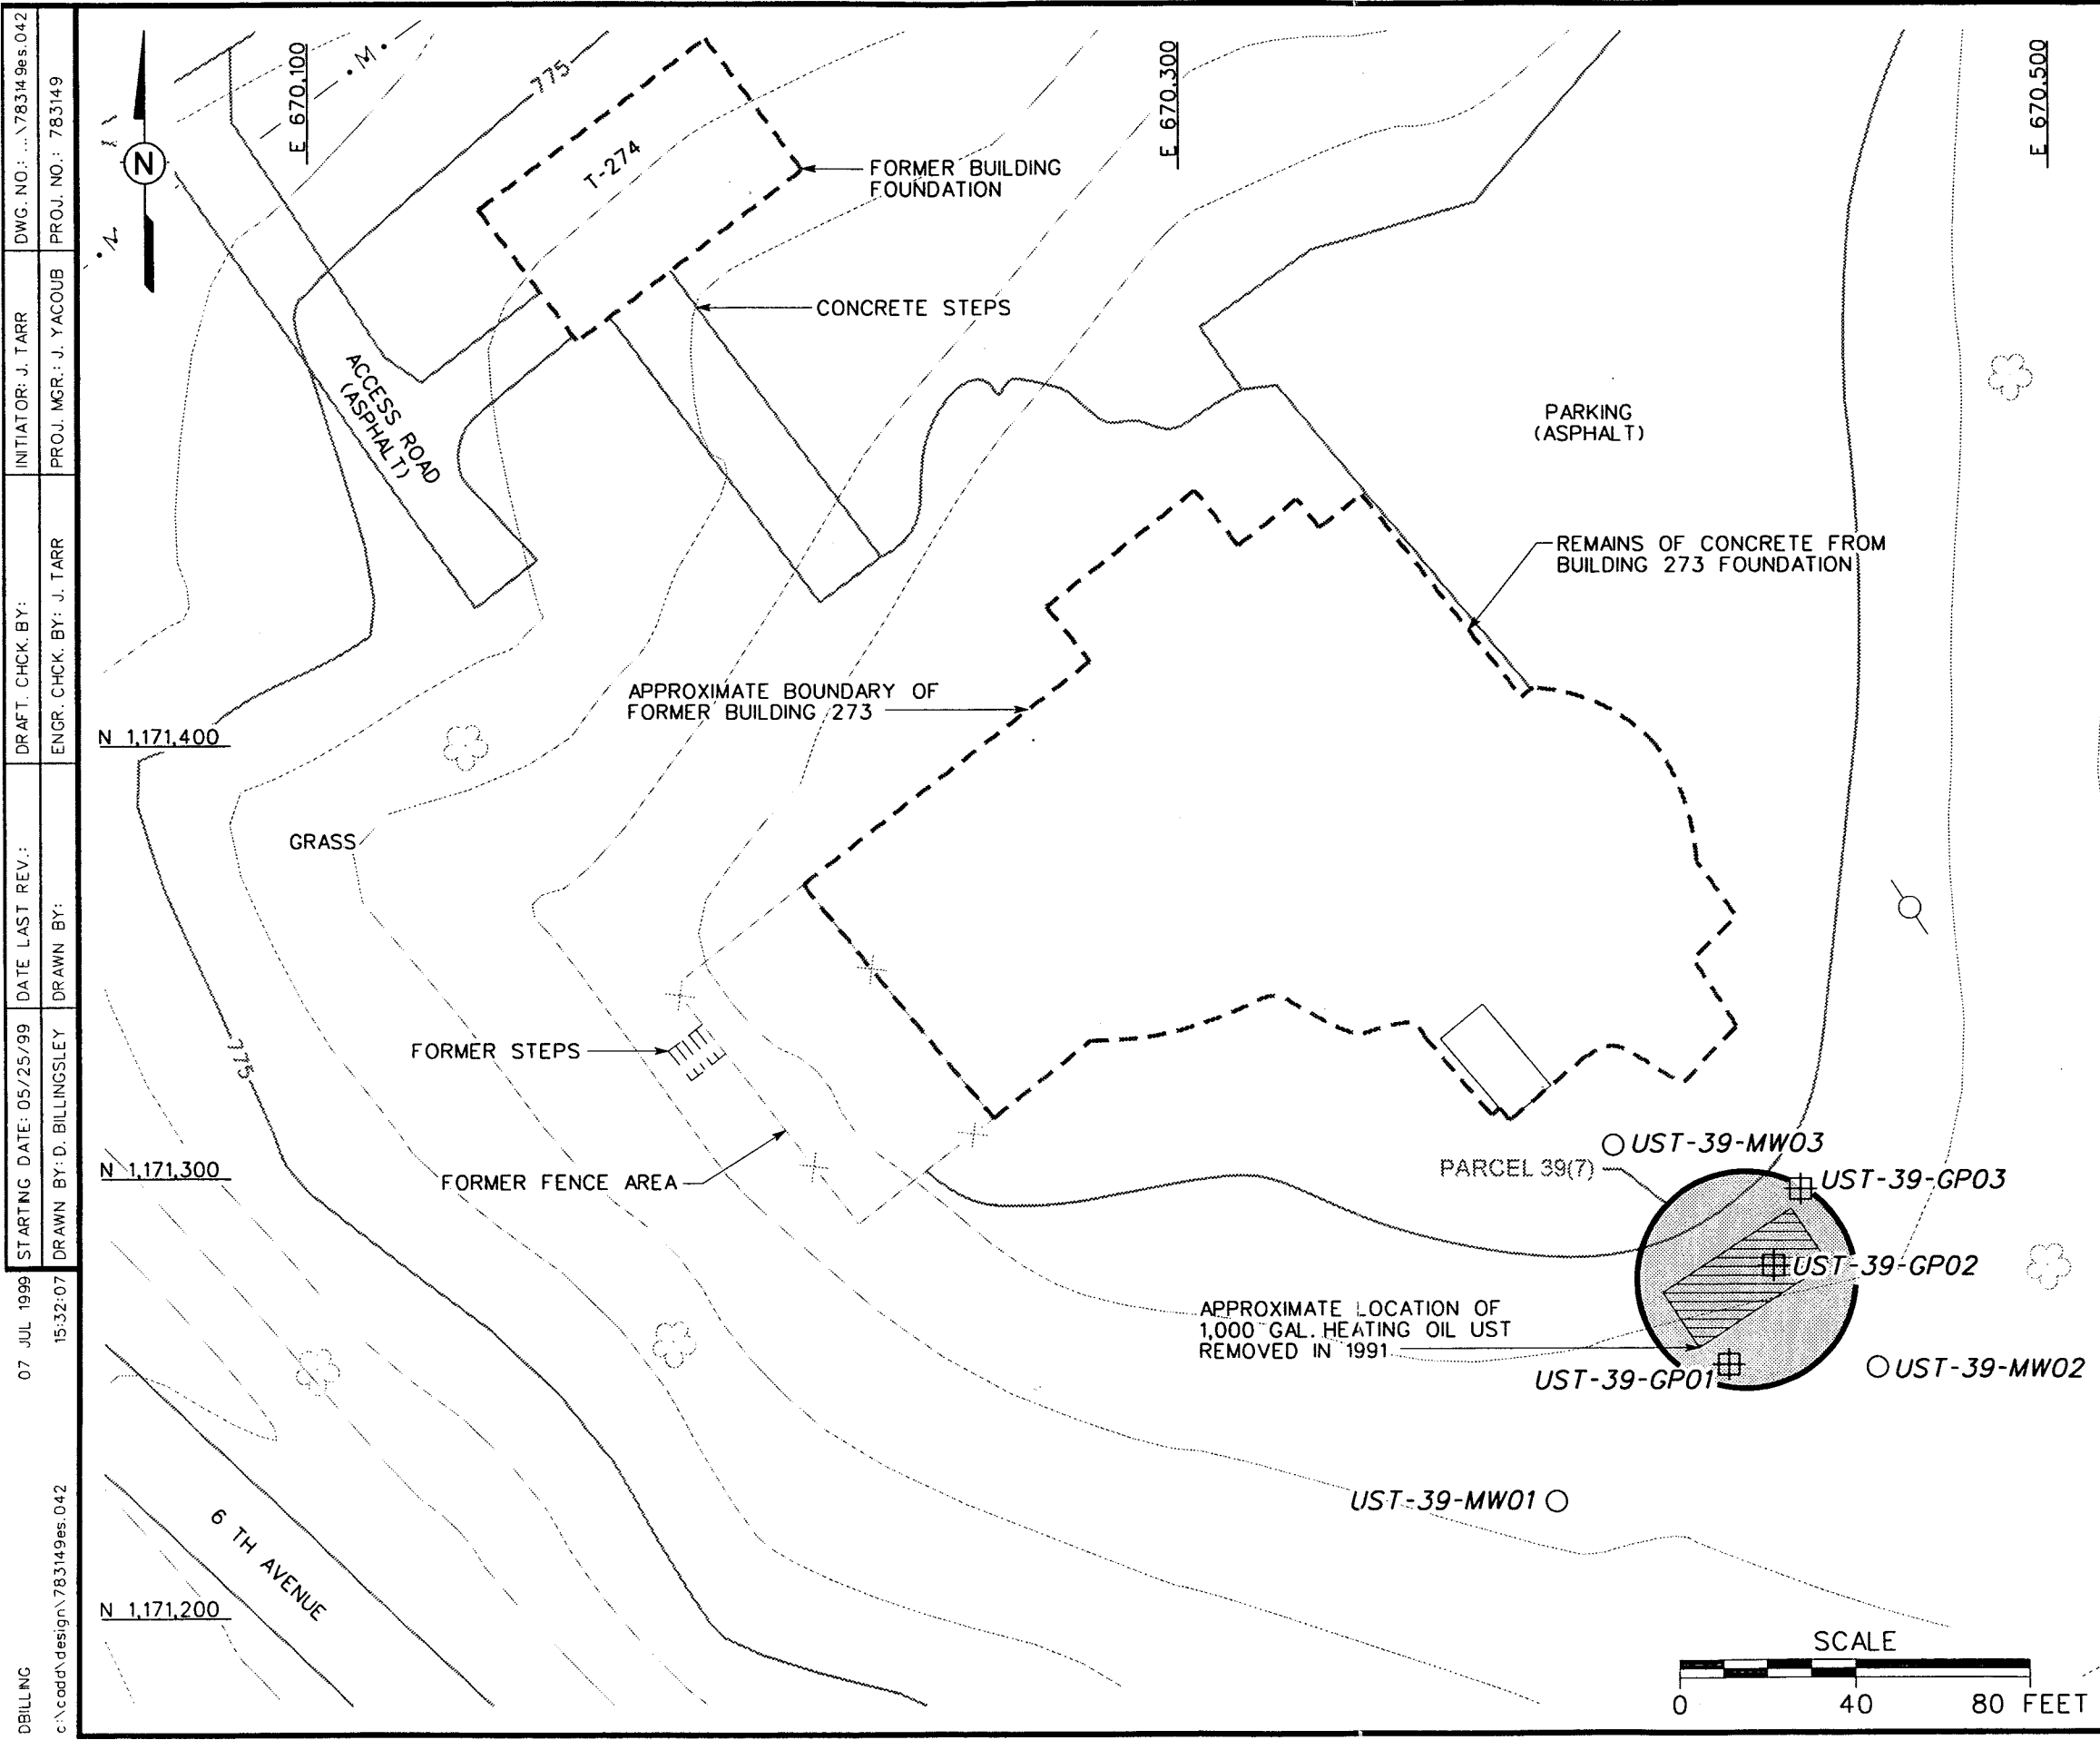 DWG. NO.: ...\783149es.042
PROJ. NO.: 783149
INITIATOR: J. TARR
PROJ. MGR.: J. YACOUB
DRAFT. CHCK. BY:
ENGR. CHCK. BY: J. TARR
DATE LAST REV.:
DRAWN BY:
STARTING DATE: 05/25/99
DRAWN BY: D. BILLINGSLEY
07 JUL 1999
15:32:07
DBILLING
c:\cadd\design\783149es.042
N
M
E 670,100
E 670,300
E 670,500
775
T-274
FORMER BUILDING
FOUNDATION
CONCRETE STEPS
ACCESS ROAD
(ASPHALT)
PARKING
(ASPHALT)
REMAINS OF CONCRETE FROM
BUILDING 273 FOUNDATION
APPROXIMATE BOUNDARY OF
FORMER BUILDING 273
N 1,171,400
GRASS
FORMER STEPS
775
N 1,171,300
FORMER FENCE AREA
UST-39-MW03
PARCEL 39(7)
UST-39-GP03
UST-39-GP02
APPROXIMATE LOCATION OF
1,000 GAL. HEATING OIL UST
REMOVED IN 1991
UST-39-GP01
UST-39-MW02
UST-39-MW01
6 TH AVENUE
N 1,171,200
SCALE
0 40 80 FEET